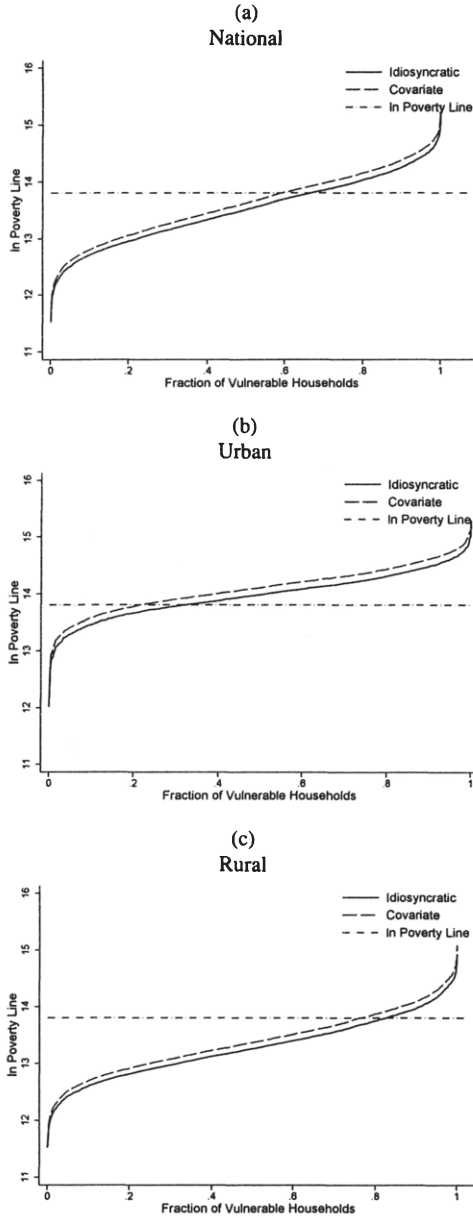 (a)
National
Idiosyncratic
Covariate
ln Poverty Line
16
15
14
13
12
11
ln Poverty Line
0 .2 .4 .6 .8 1
Fraction of Vulnerable Households
(b)
Urban
Idiosyncratic
Covariate
ln Poverty Line
16
15
14
13
12
11
ln Poverty Line
0 .2 .4 .6 .8 1
Fraction of Vulnerable Households
(c)
Rural
Idiosyncratic
Covariate
ln Poverty Line
16
15
14
13
12
11
ln Poverty Line
0 .2 .4 .6 .8 1
Fraction of Vulnerable Households